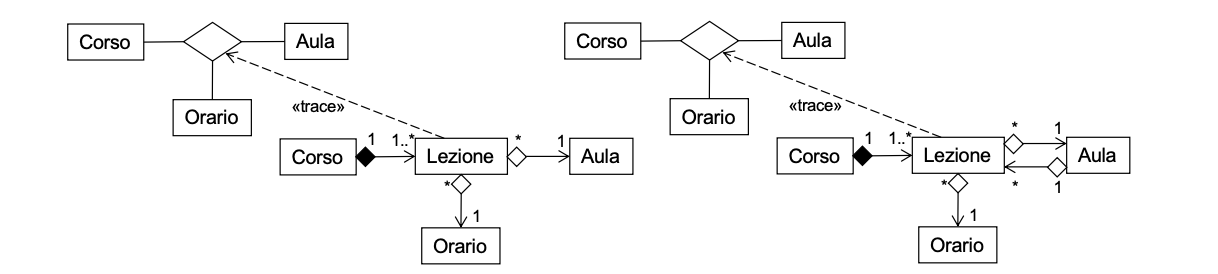 Corso
Aula
Orario
«trace»
Corso
1
1..*
Lezione
*
1
Aula
*
1
Orario
Corso
Aula
Orario
«trace»
Corso
1
1..*
Lezione
*
1
Aula
*
1
*
1
Orario